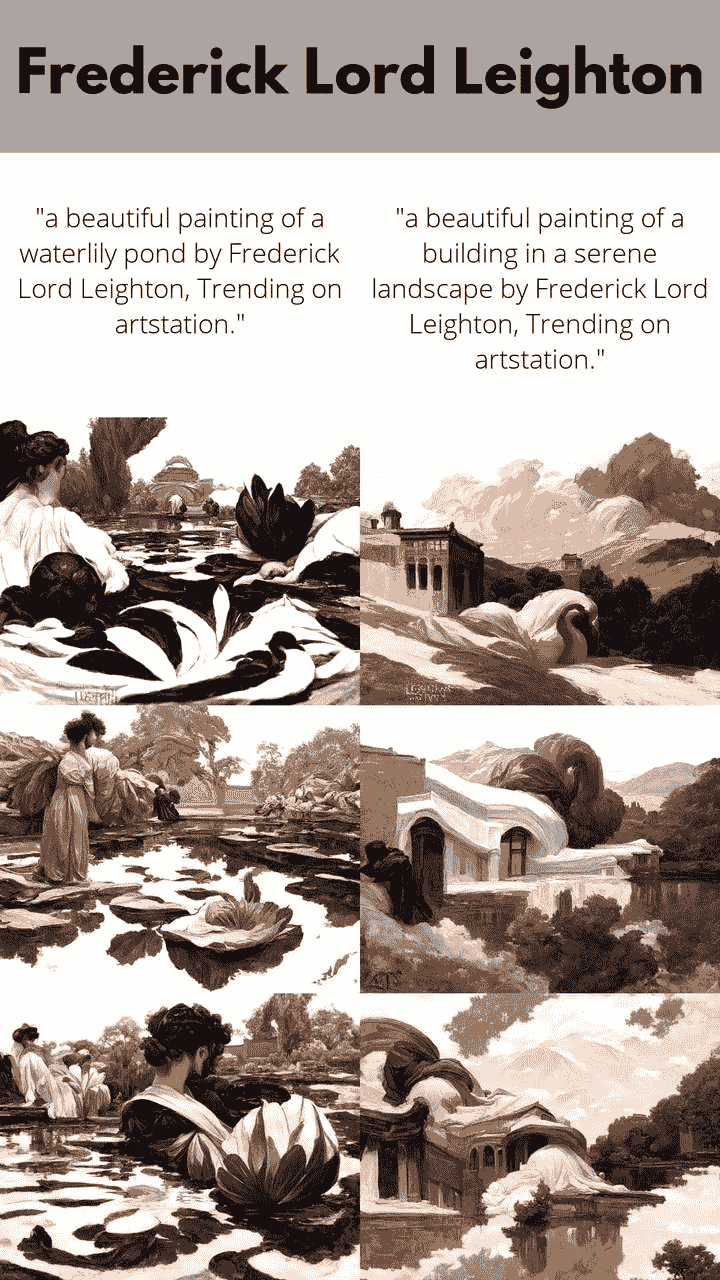 Frederick Lord Leighton
"a beautiful painting of a
waterlily pond by Frederick
Lord Leighton, Trending on
artstation."
"a beautiful painting of a
building in a serene
landscape by Frederick Lord
Leighton, Trending on
artstation."